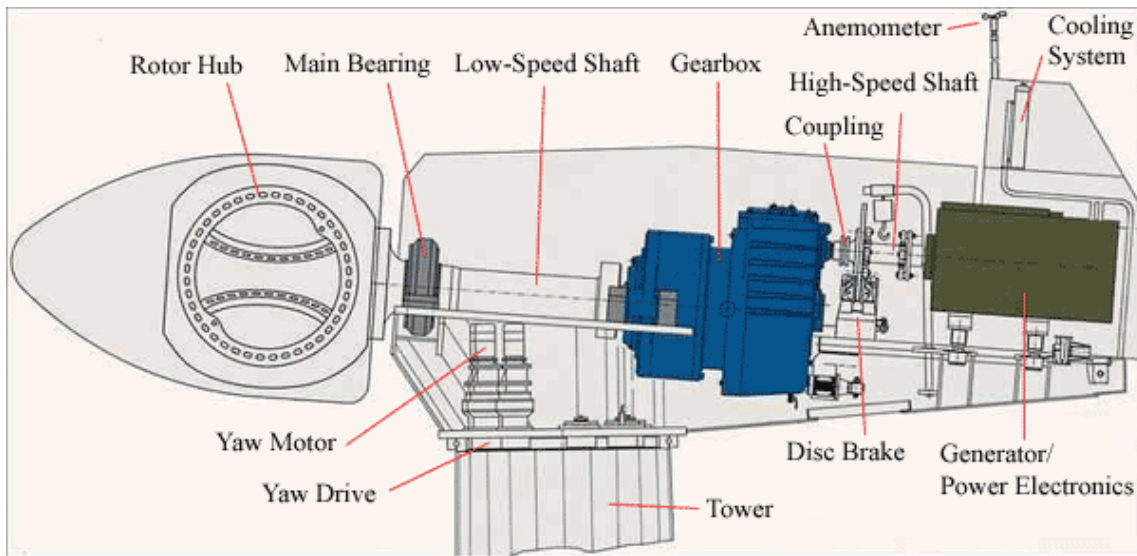 Anemometer
Cooling
System
Rotor Hub
Main Bearing
Low-Speed Shaft
Gearbox
High-Speed Shaft
Coupling
Yaw Motor
Yaw Drive
Tower
Disc Brake
Generator/
Power Electronics